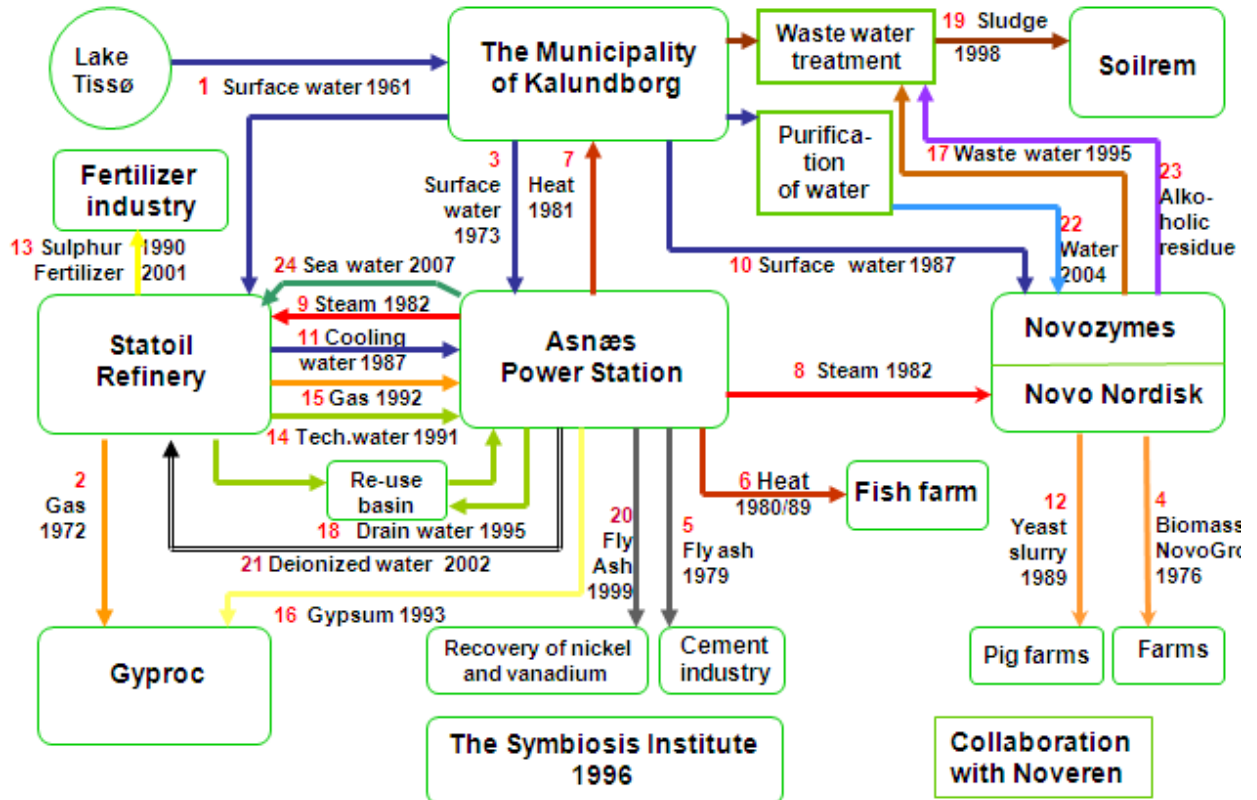 Lake
Tissø
1 Surface water 1961
The Municipality
of Kalundborg
Waste water
treatment
19 Sludge
1998
Soilrem
Fertilizer
industry
3
Surface
water
1973
7
Heat
1981
Purifica-
tion
of water
17 Waste water 1995
23
Alko-
holic
residue
13 Sulphur 1990
Fertilizer 2001
22
Water
2004
24 Sea water 2007
10 Surface water 1987
9 Steam 1982
Statoil
Refinery
11 Cooling
water 1987
Asnæs
Power Station
Novozymes
Novo Nordisk
8 Steam 1982
15 Gas 1992
14 Tech.water 1991
2
Gas
1972
Re-use
basin
18 Drain water 1995
21 Deionized water 2002
16 Gypsum 1993
20
Fly
Ash
1999
5
Fly ash
1979
6 Heat
1980/89
Fish farm
12
Yeast
slurry
1989
4
Biomass
NovoGro
1976
Gyproc
Recovery of nickel
and vanadium
Cement
industry
Pig farms
Farms
The Symbiosis Institute
1996
Collaboration
with Noveren